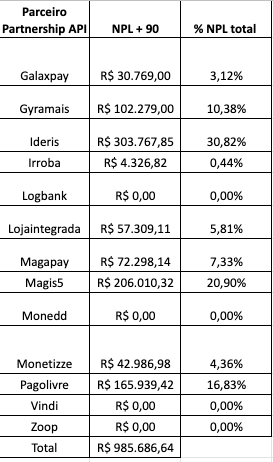 Parceiro
Partnership API NPL + 90 % NPL total
Galaxpay R$ 30.769,00 3,12%
Gyramais R$ 102.279,00 10,38%
Ideris R$ 303.767,85 30,82%
Irroba R$ 4.326,82 0,44%
Logbank R$ 0,00 0,00%
Lojaintegrada R$ 57.309,11 5,81%
Magapay R$ 72.298,14 7,33%
Magis5 R$ 206.010,32 20,90%
Monedd R$ 0,00 0,00%
Monetizze R$ 42.986,98 4,36%
Pagolivre R$ 165.939,42 16,83%
Vindi R$ 0,00 0,00%
Zoop R$ 0,00 0,00%
Total R$ 985.686,64